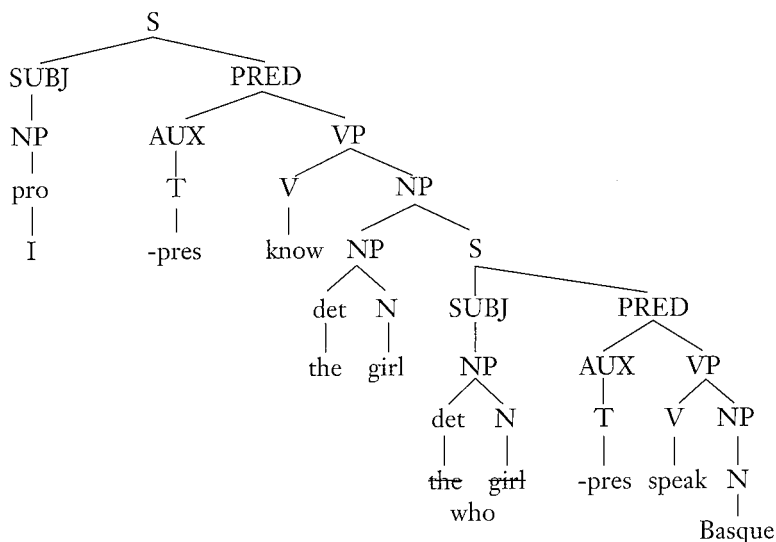 S
SUBJ PRED
NP AUX VP
pro T V NP
I -pres know NP S
det N SUBJ PRED
the girl NP AUX VP
det N T V NP
the girl -pres speak N
who
Basque